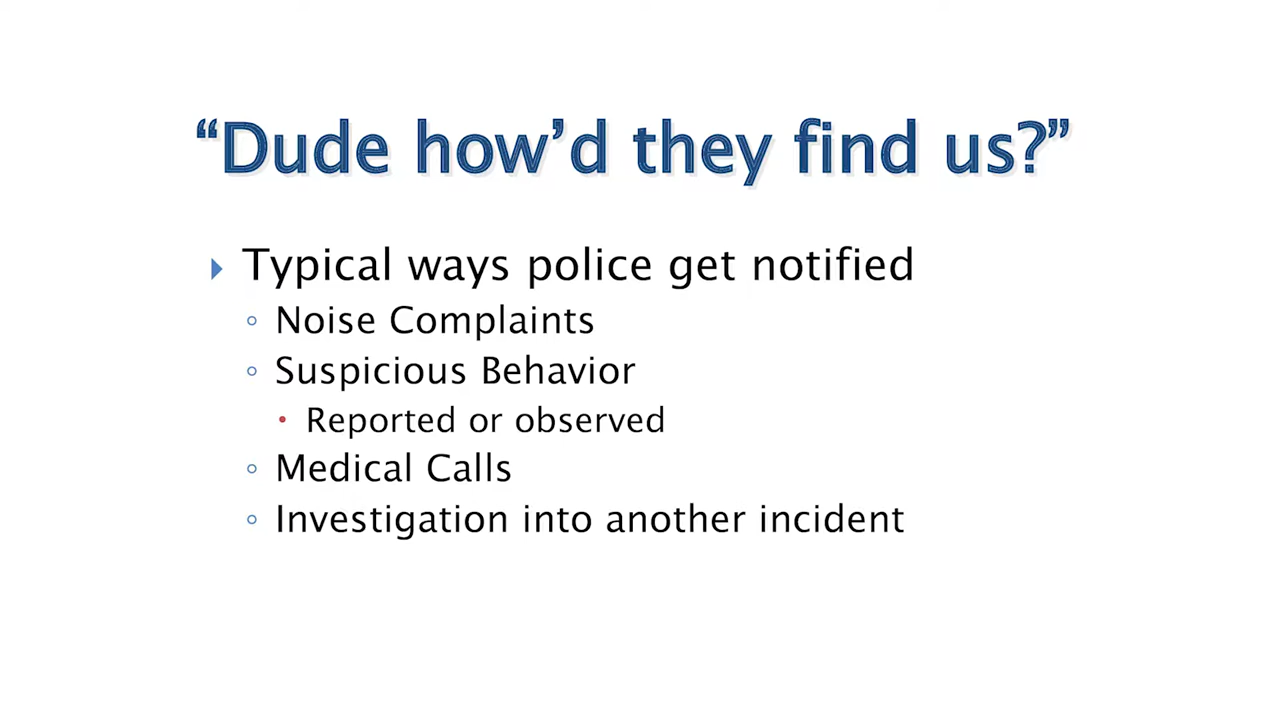 “Dude how’d they find us?”
Typical ways police get notified
Noise Complaints
Suspicious Behavior
Reported or observed
Medical Calls
Investigation into another incident